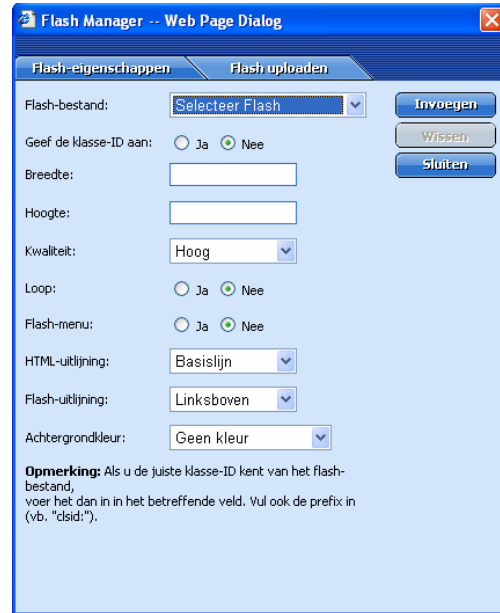 Flash Manager -- Web Page Dialog
Flash-eigenschappen
Flash uploaden
Flash-bestand:
Selecteer Flash
Invoegen
Geef de klasse-ID aan:
Ja
Nee
Wissen
Breedte:
Sluiten
Hoogte:
Kwaliteit:
Hoog
Loop:
Ja
Nee
Flash-menu:
Ja
Nee
HTML-uitlijning:
Basislijn
Flash-uitlijning:
Linksboven
Achtergrondkleur:
Geen kleur
Opmerking: Als u de juiste klasse-ID kent van het flash-
bestand,
voer het dan in in het betreffende veld. Vul ook de prefix in
(vb. "clsid:").